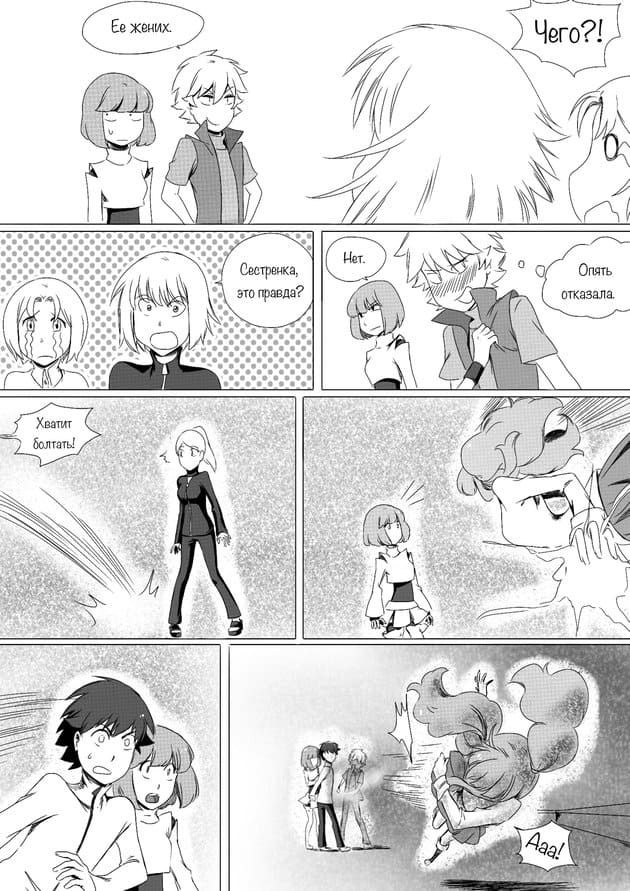 Ее жених.
Чего?!
Сестренка,
это правда?
Нет.
Опять
отказала.
Хватит
болтать!
Ааа!